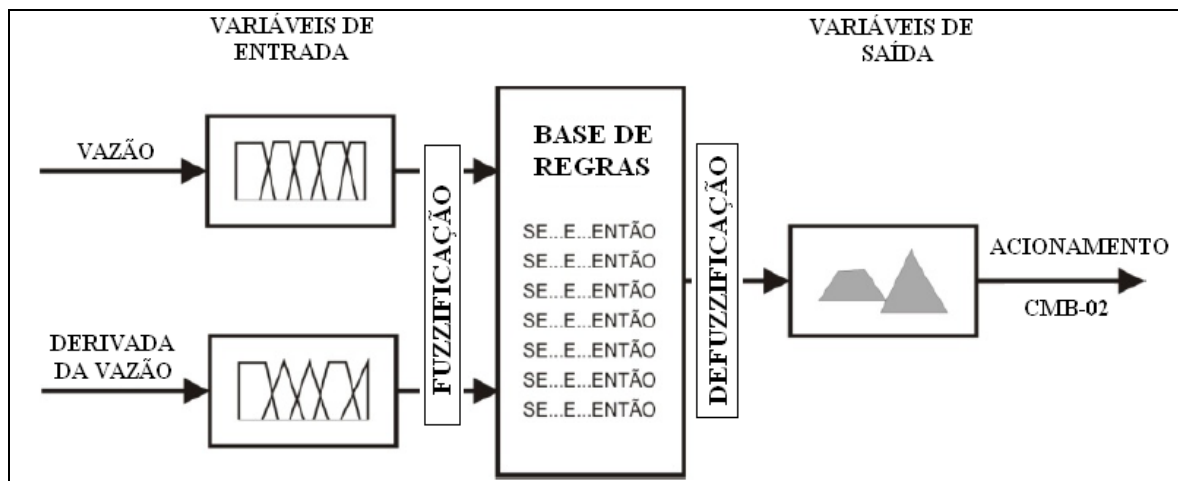 VARIÁVEIS DE
ENTRADA
VARIÁVEIS DE
SAÍDA
VAZÃO
DERIVADA
DA VAZÃO
FUZZIFICAÇÃO
BASE DE
REGRAS
SE...E...ENTÃO
SE...E...ENTÃO
SE...E...ENTÃO
SE...E...ENTÃO
SE...E...ENTÃO
SE...E...ENTÃO
SE...E...ENTÃO
DEFUZZIFICAÇÃO
ACIONAMENTO
CMB-02